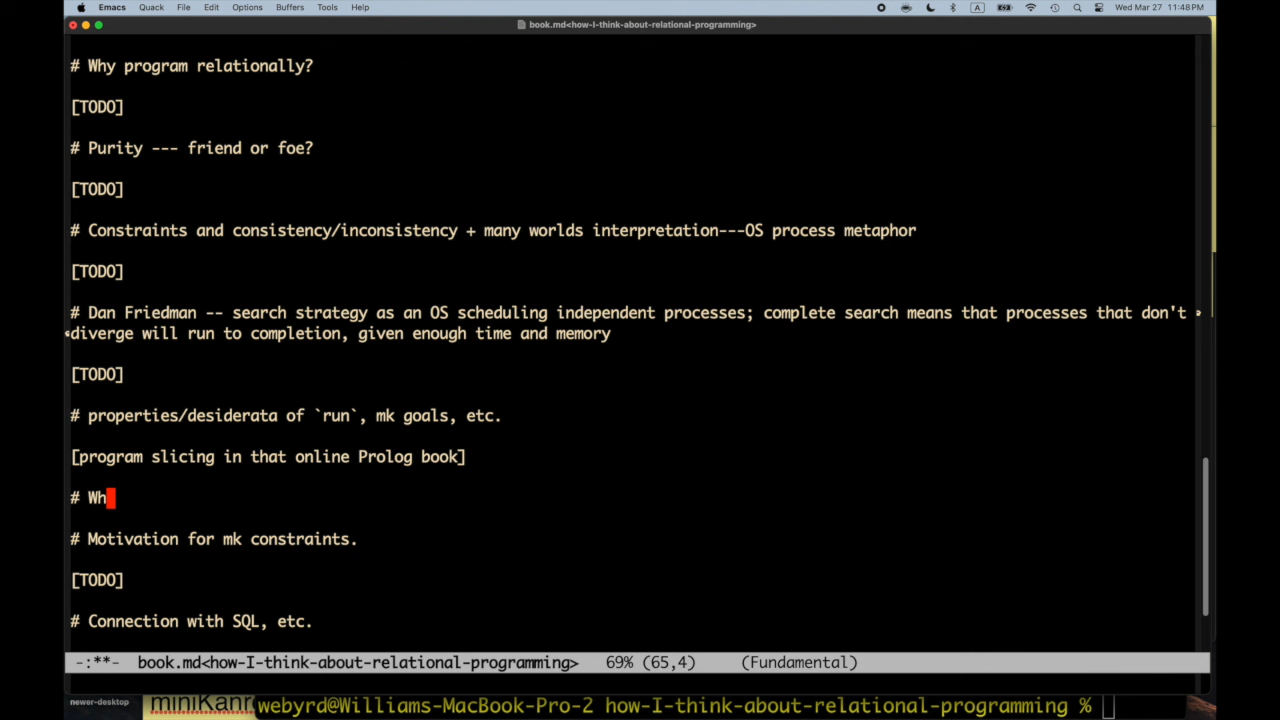 Emacs Quack File Edit Options Buffers Tools Help A Wed Mar 27 11:48 PM
book.md<how-I-think-about-relational-programming>
# Why program relationally?
[TODO]
# Purity --- friend or foe?
[TODO]
# Constraints and consistency/inconsistency + many worlds interpretation---OS process metaphor
[TODO]
# Dan Friedman -- search strategy as an OS scheduling independent processes; complete search means that processes that don't
diverge will run to completion, given enough time and memory
[TODO]
# properties/desiderata of `run`, mk goals, etc.
[program slicing in that online Prolog book]
# Wh
# Motivation for mk constraints.
[TODO]
# Connection with SQL, etc.
-:**- book.md<how-I-think-about-relational-programming> 69% (65,4) (Fundamental)
newer-desktop miniKanr webyrd@Williams-MacBook-Pro-2 how-I-think-about-relational-programming %